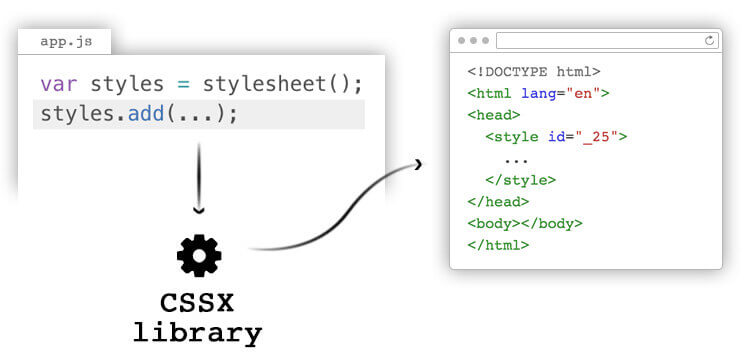 app.js
var styles = stylesheet();
styles.add(...);
CSSX
library
<!DOCTYPE html>
<html lang="en">
<head>
<style id="_25">
...
</style>
</head>
<body></body>
</html>